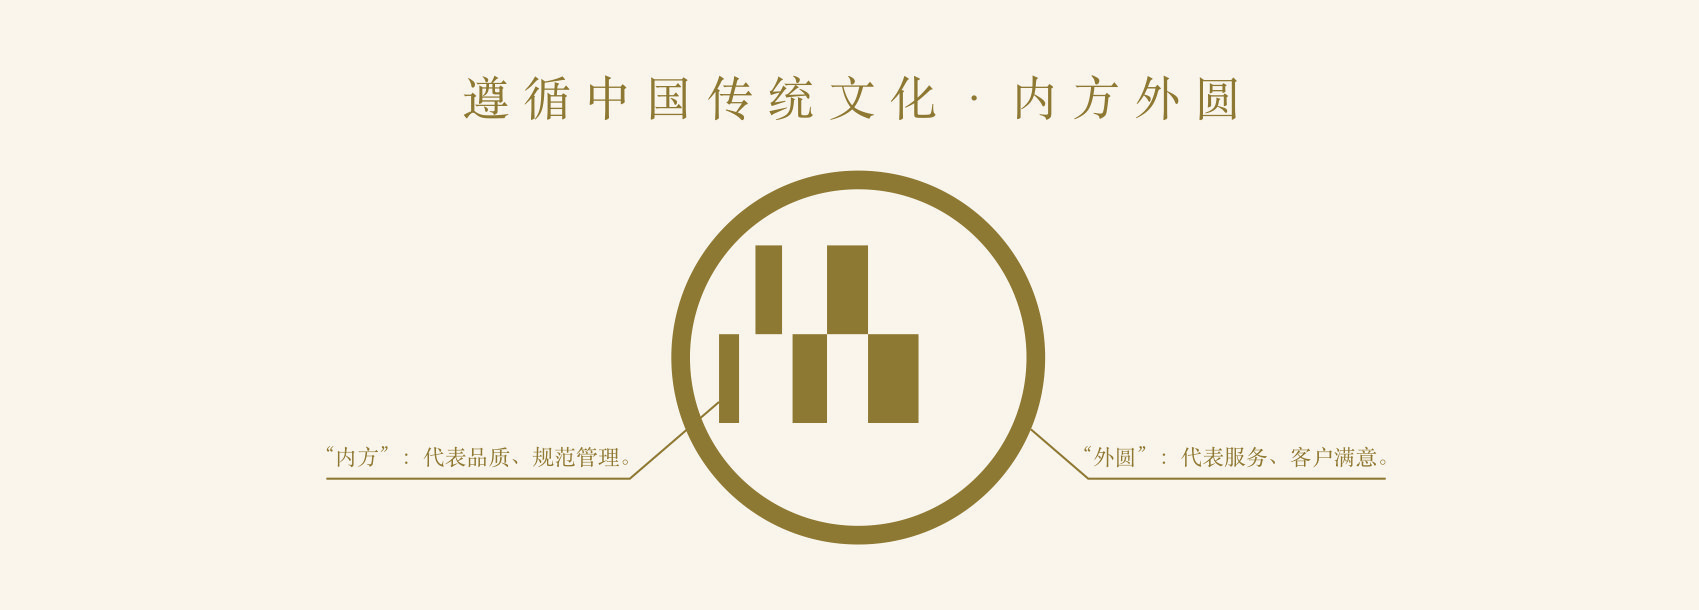 遵循中国传统文化·内方外圆
“内方”：代表品质、规范管理。
“外圆”：代表服务、客户满意。